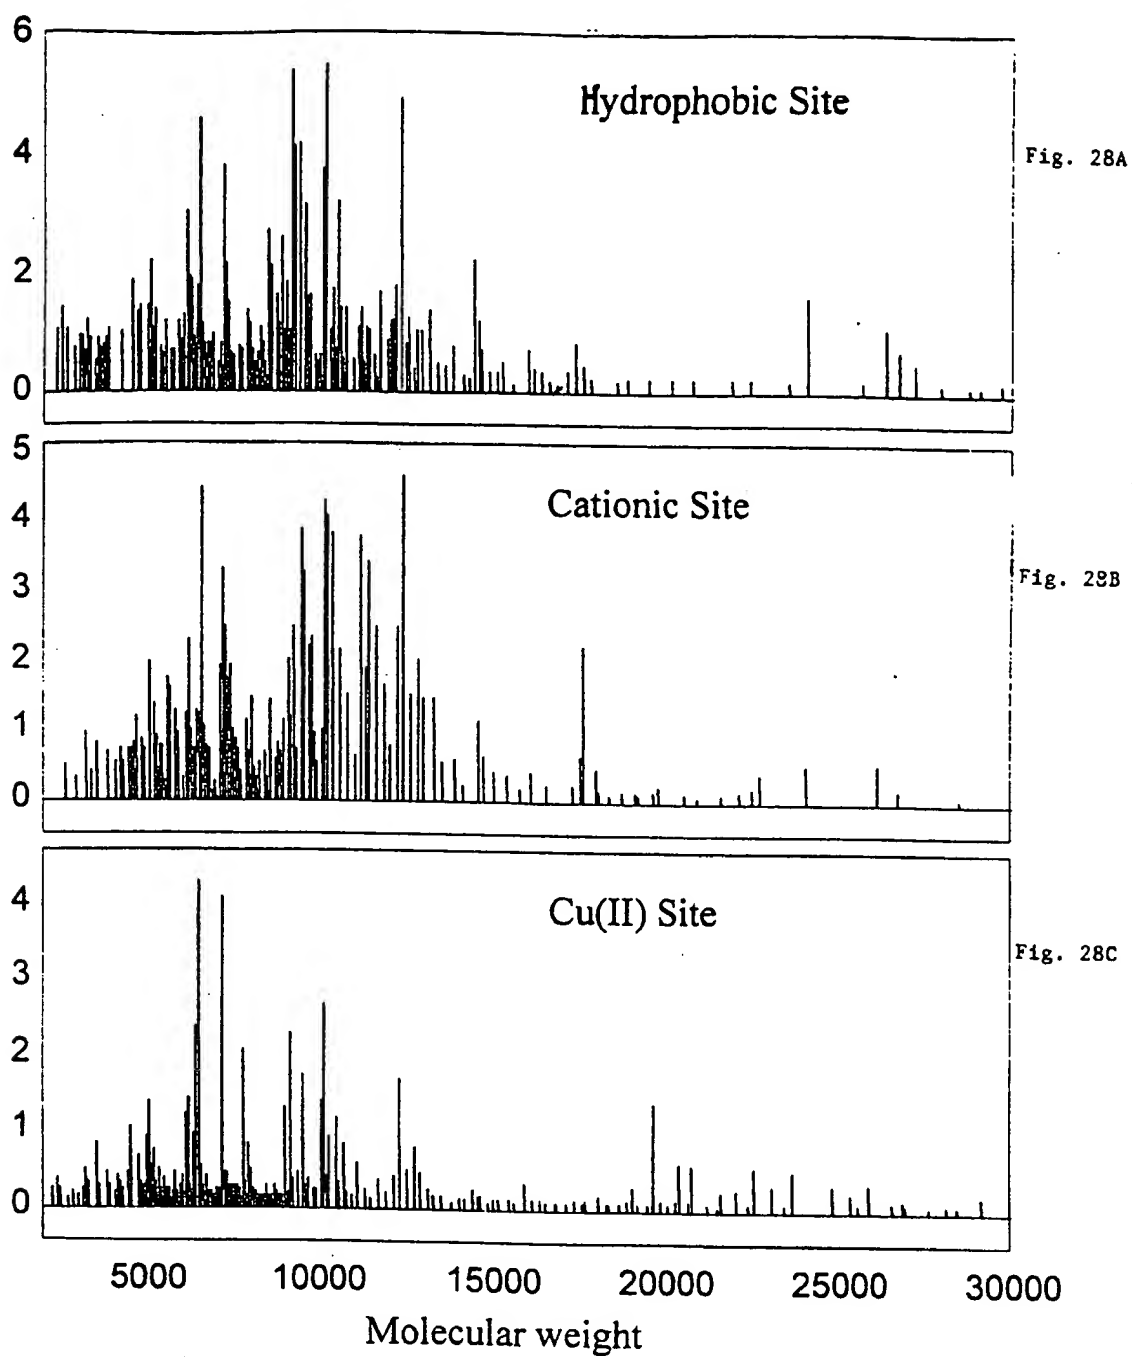 6
Hydrophobic Site
Fig. 28A
4
2
0
5
Cationic Site
4
Fig. 28B
3
2
1
0
4
Cu(II) Site
Fig. 28C
3
2
1
0
5000 10000 15000 20000 25000 30000
Molecular weight